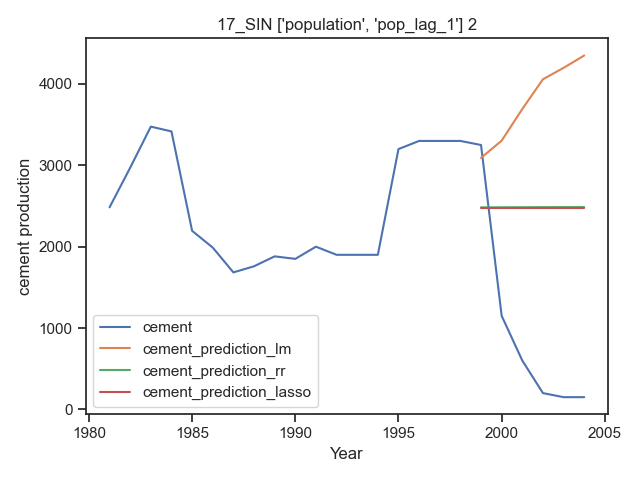 17_SIN ['population', 'pop_lag_1'] 2
cement production
4000
3000
2000
1000
0
cement
cement_prediction_lm
cement_prediction_rr
cement_prediction_lasso
1980
1985
1990
1995
2000
2005
Year